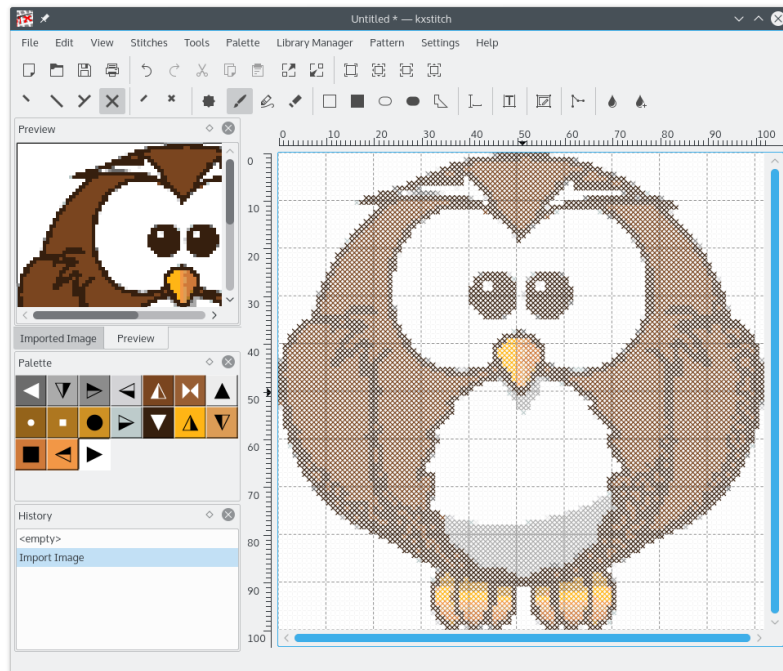 Untitled * — kxstitch
File Edit View Stitches Tools Palette Library Manager Pattern Settings Help
Preview
Imported Image Preview
Palette
History
<empty>
Import Image
0 10 20 30 40 50 60 70 80 90 100
0
10
20
30
40
50
60
70
80
90
100